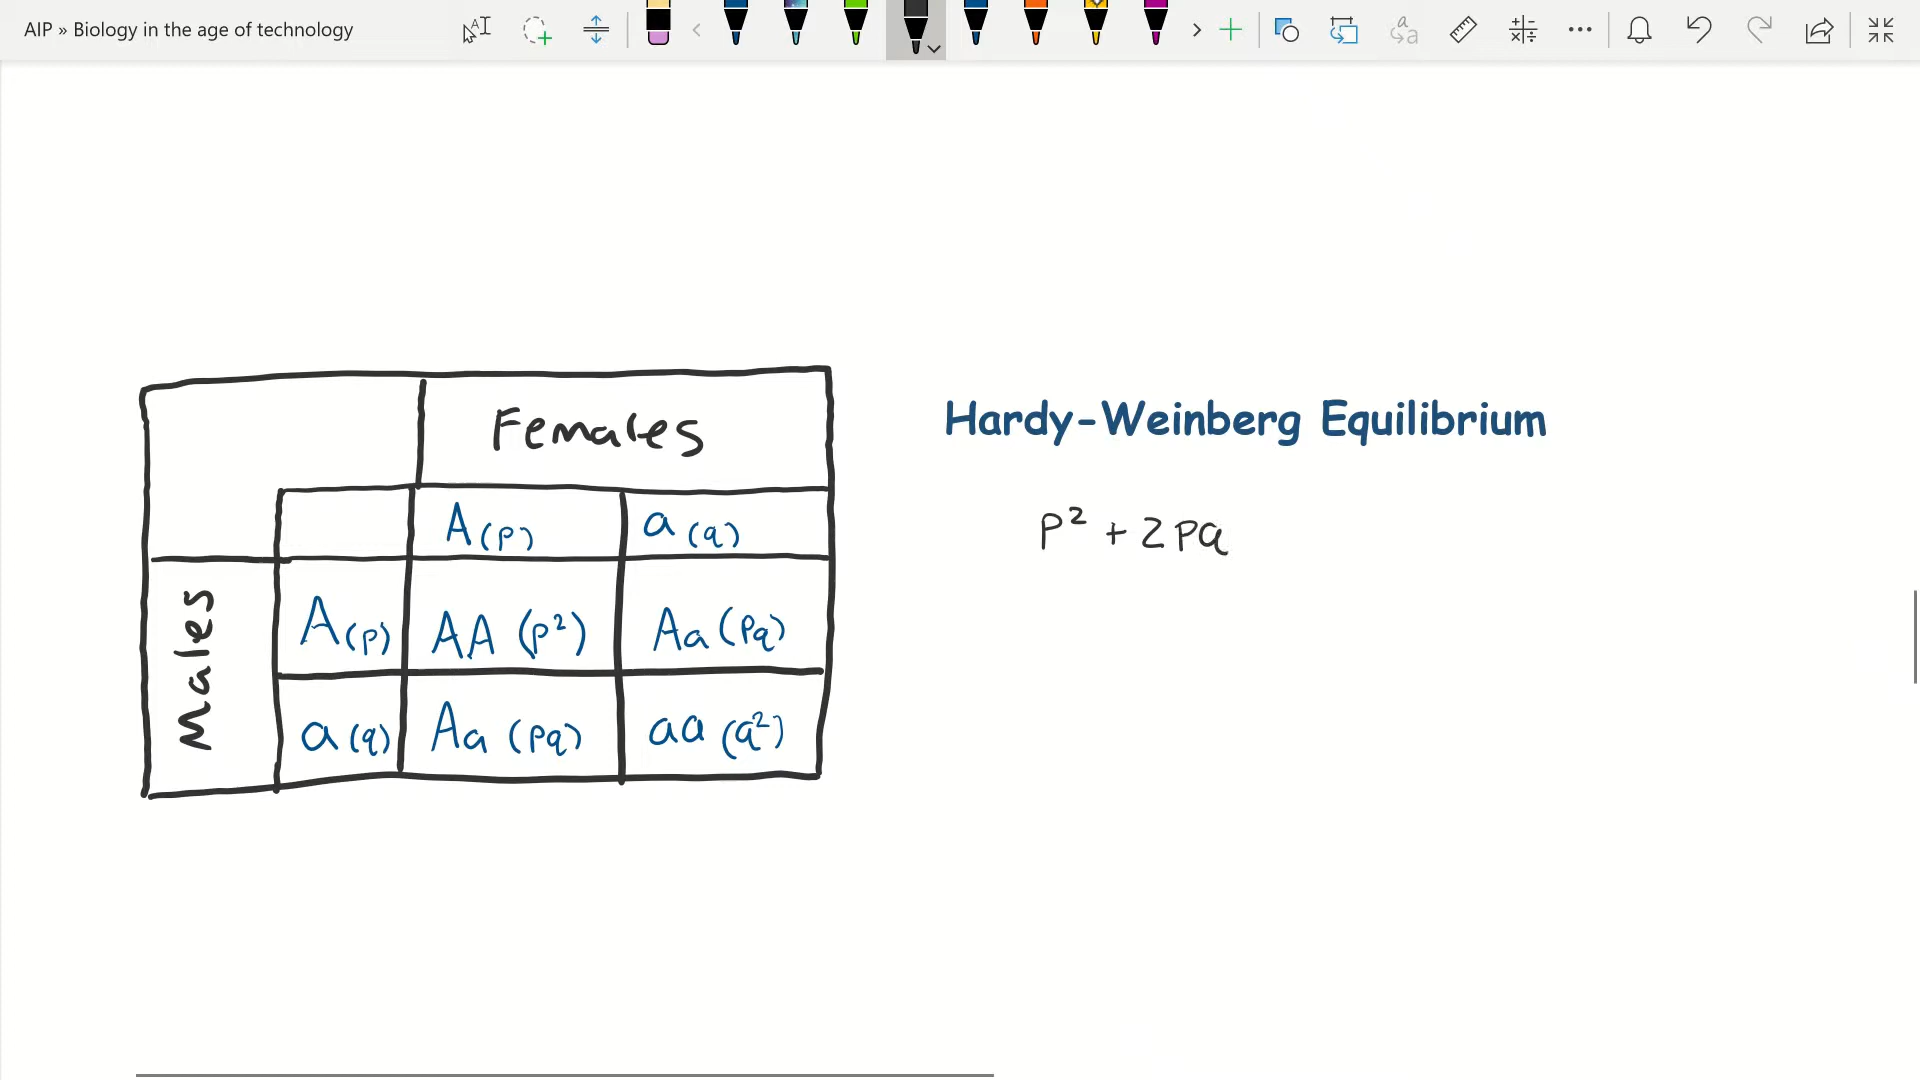 AIP » Biology in the age of technology
Females
A (p) a (q)
Males
A (p) AA (p²) Aa (pq)
a (q) Aa (pq) aa (q²)
Hardy-Weinberg Equilibrium
p² + 2pq